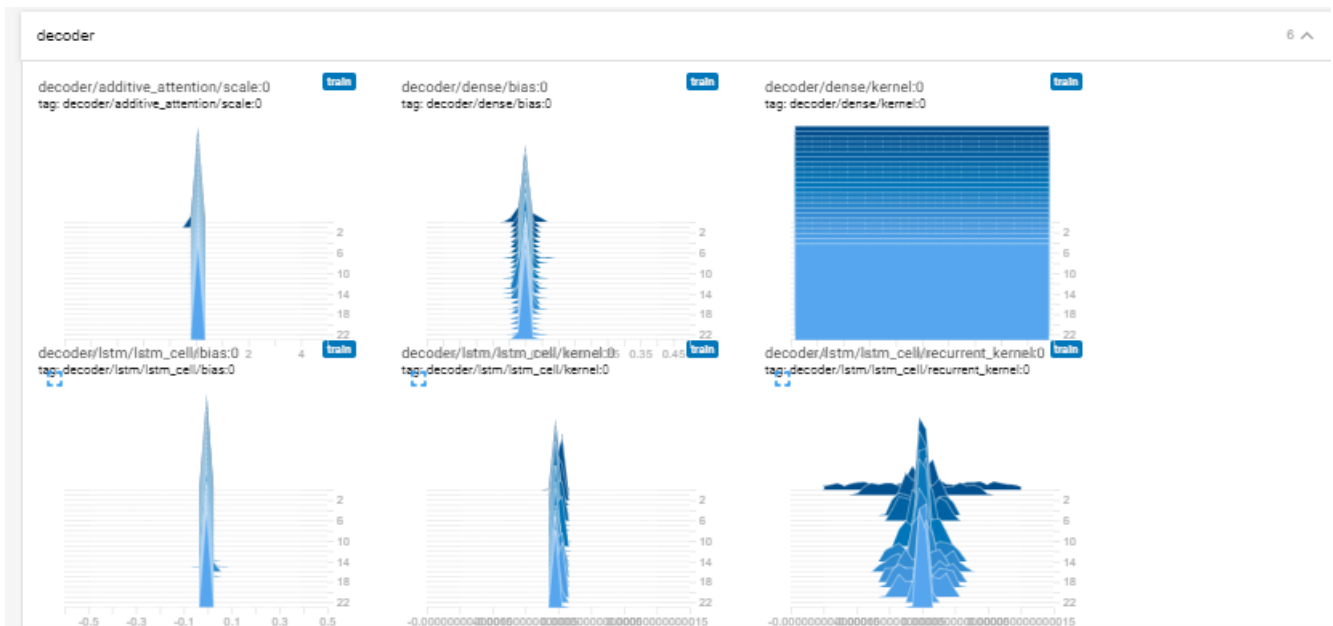 decoder
6
decoder/additive_attention/scale:0
train
tag: decoder/additive_attention/scale:0
decoder/dense/bias:0
train
tag: decoder/dense/bias:0
decoder/dense/kernel:0
train
tag: decoder/dense/kernel:0
2
6
10
14
18
22
2
6
10
14
18
22
2
6
10
14
18
22
2 4
0.35 0.45
decoder/lstm/lstm_cell/bias:0
train
tag: decoder/lstm/lstm_cell/bias:0
decoder/lstm/lstm_cell/kernel:0
train
tag: decoder/lstm/lstm_cell/kernel:0
decoder/lstm/lstm_cell/recurrent_kernel:0
train
tag: decoder/lstm/lstm_cell/recurrent_kernel:0
2
6
10
14
18
22
2
6
10
14
18
22
2
6
10
14
18
22
-0.5 -0.3 -0.1 0.1 0.3 0.5